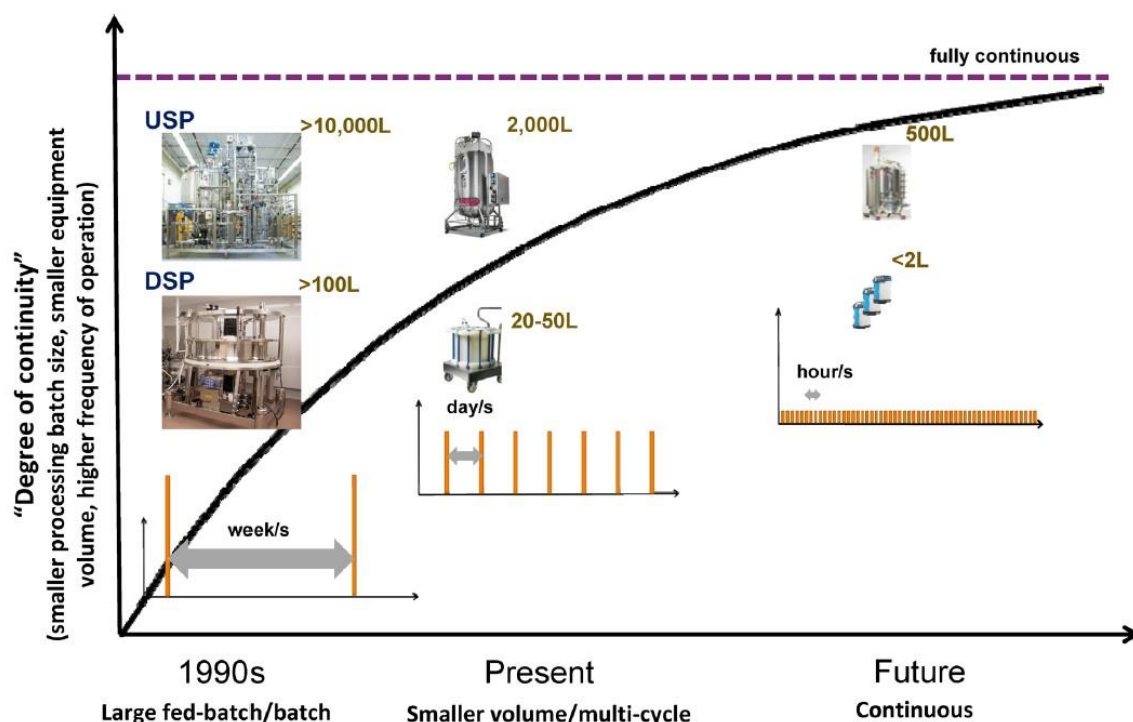 fully continuous
USP
>10,000L
2,000L
500L
DSP
>100L
20-50L
<2L
hour/s
day/s
week/s
“Degree of continuity”
(smaller processing batch size, smaller equipment
volume, higher frequency of operation)
1990s
Present
Future
Large fed-batch/batch
Smaller volume/multi-cycle
Continuous